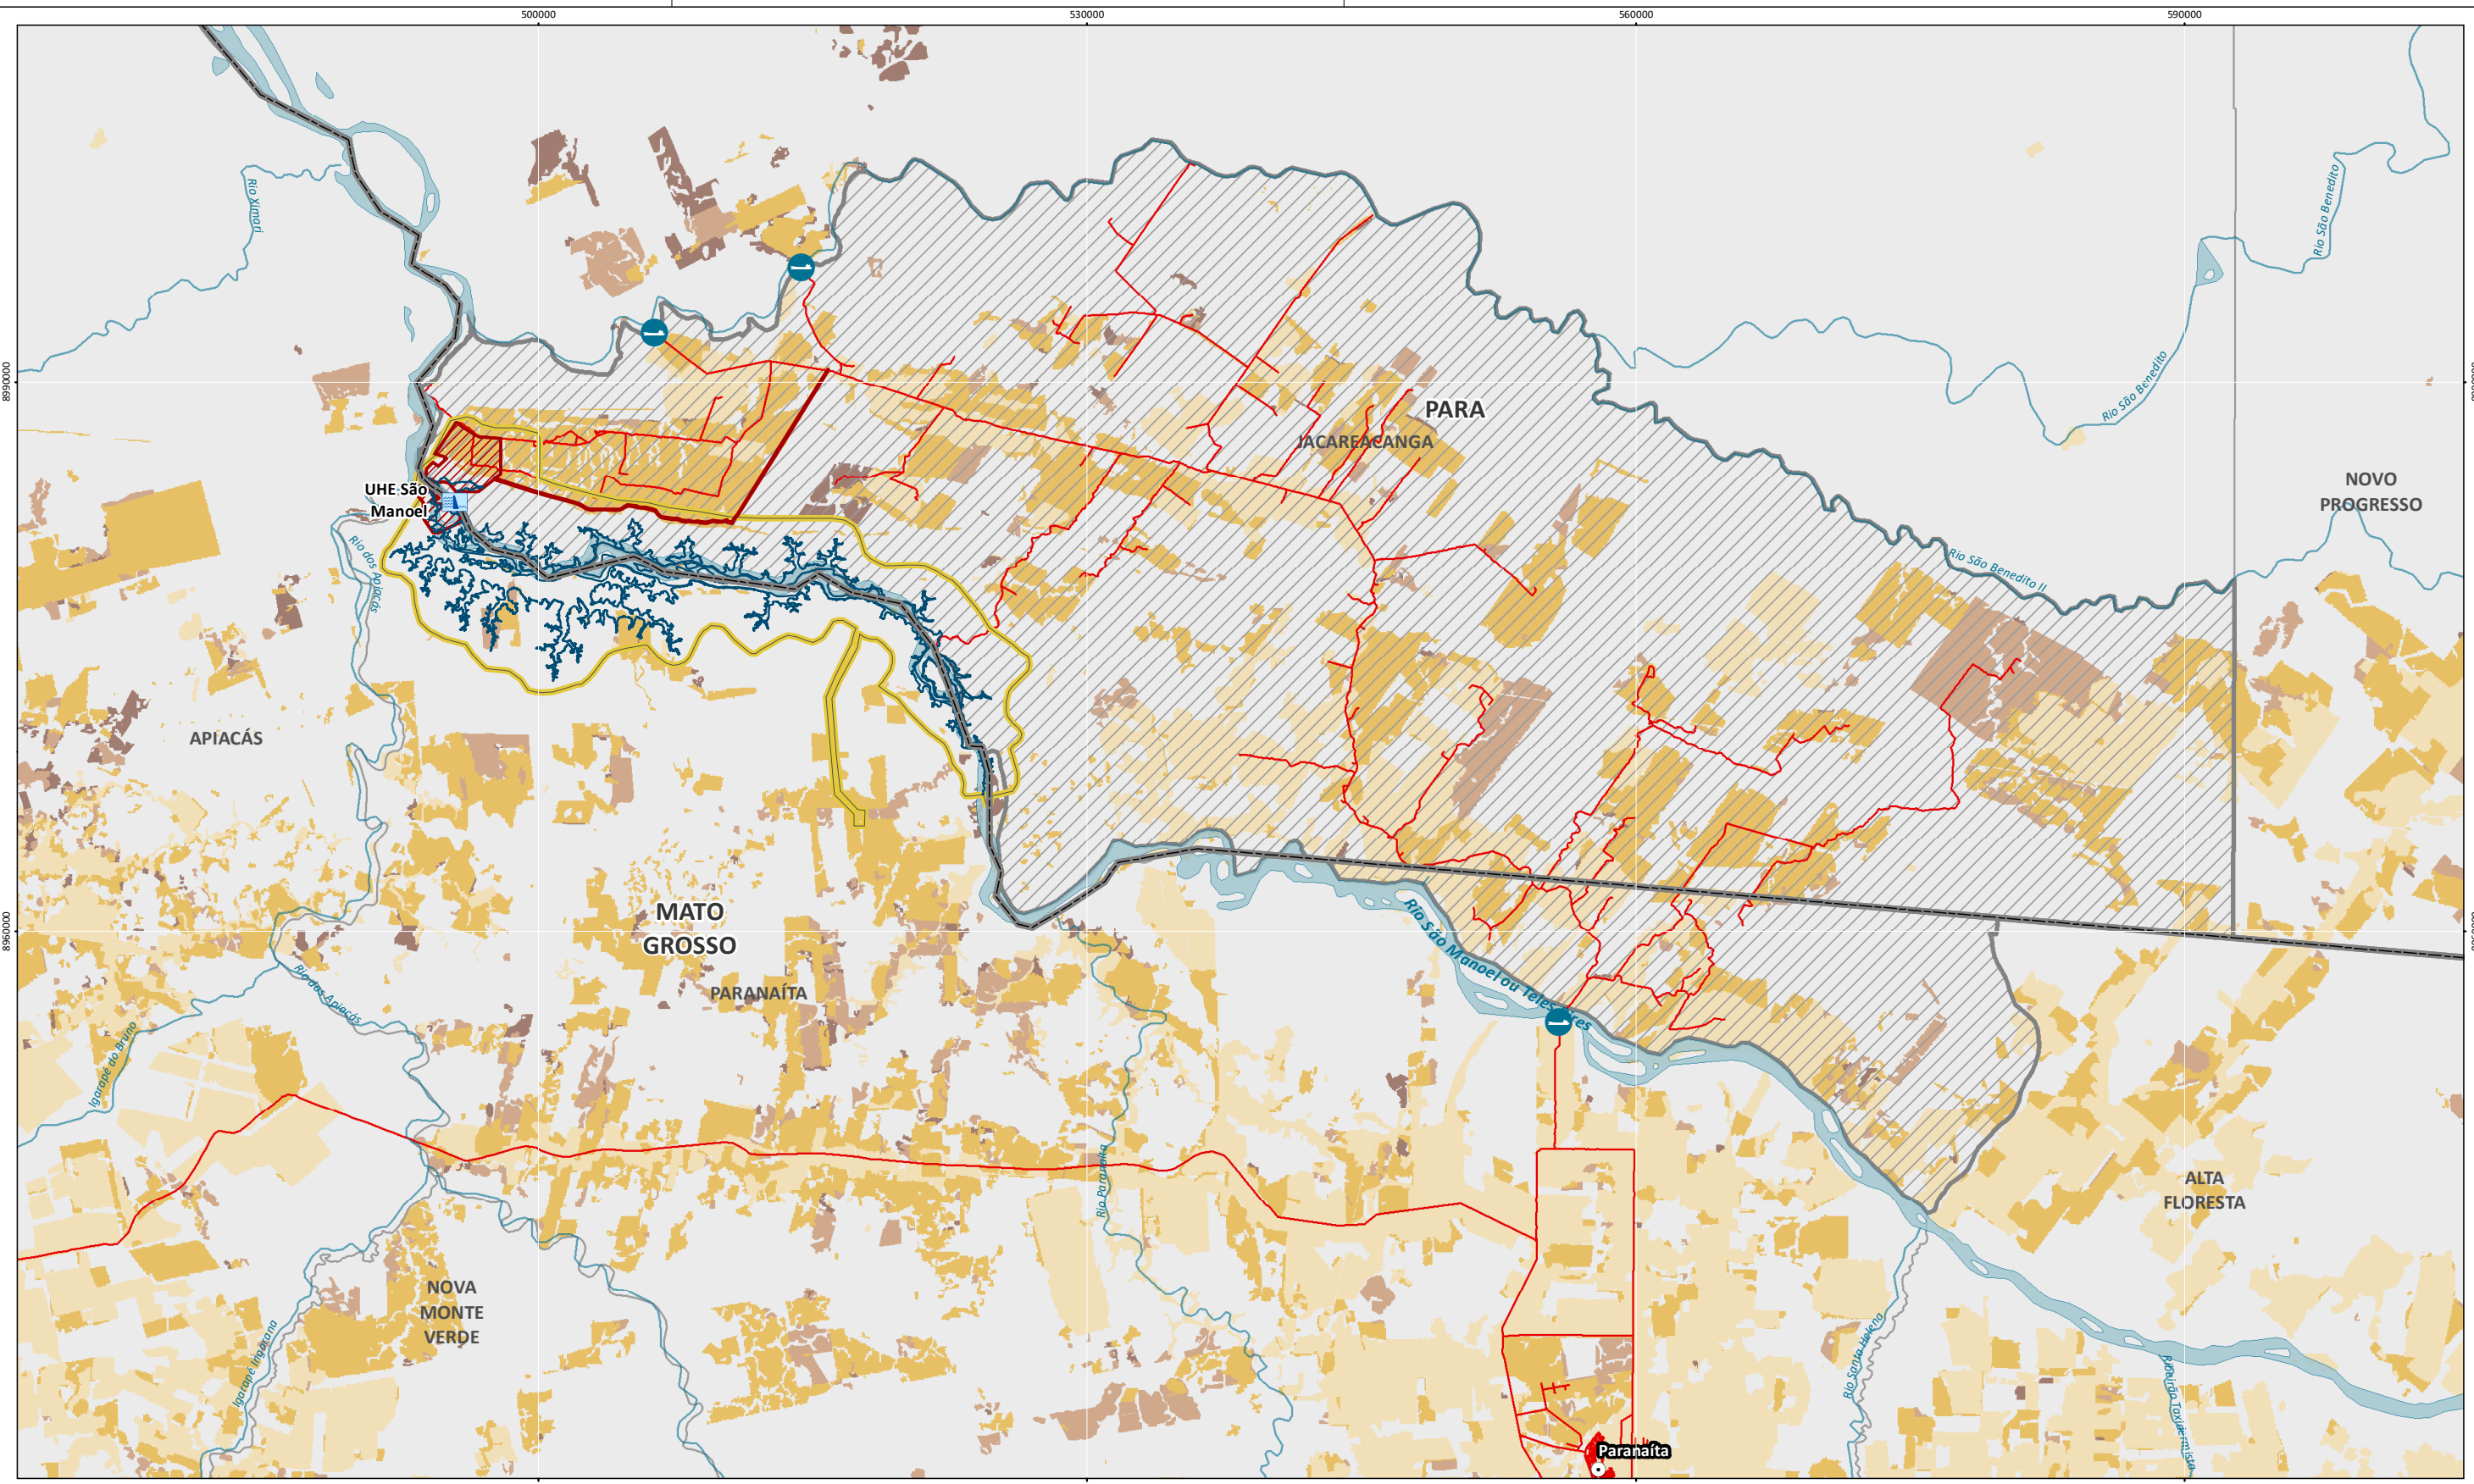 500000
530000
560000
590000
Rio Ximari
Rio São Benedito
8990000
PARA
JACAREACANGA
Rio São Benedito
NOVO
PROGRESSO
UHE São
Manoel
Rio São Benedito II
Rio dos Apiacás
APIACÁS
MATO
GROSSO
Rio São Manoel ou Teles Pires
8960000
PARANAÍTA
Rio dos Apiacás
Igarapé do Bruno
Rio Paranaíta
ALTA
FLORESTA
NOVA
MONTE
VERDE
Igarapé Ingarana
Rio Santa Helena
Ribeirão Taxidermista
Paranaíta